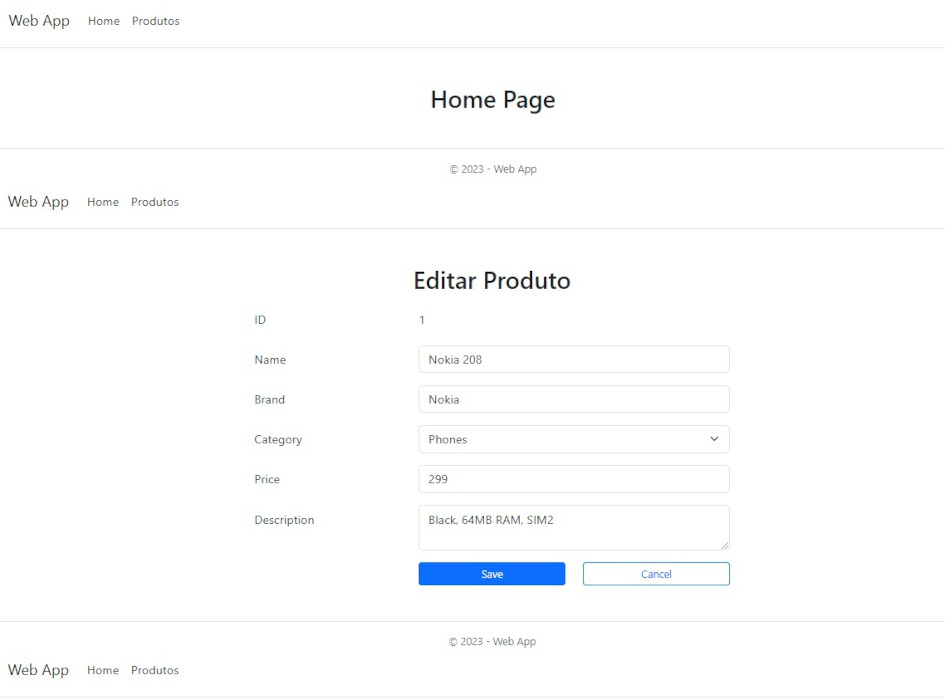 Web App Home Produtos
Home Page
© 2023 - Web App
Web App Home Produtos
Editar Produto
ID 1
Name Nokia 208
Brand Nokia
Category Phones
Price 299
Description Black, 64MB RAM, SIM2
Save Cancel
© 2023 - Web App
Web App Home Produtos